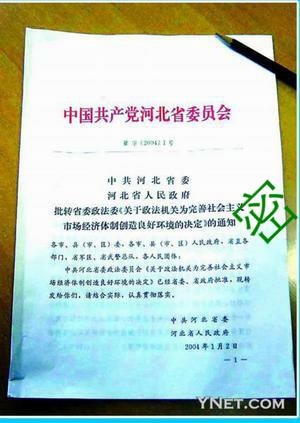 中国共产党河北省委员会
冀字〔2004〕1号
中共河北省委
河北省人民政府
批转省委政法委《关于政法机关为完善社会主义
市场经济体制创造良好环境的决定》的通知
各市、县（市、区）委，各市、县（市、区）人民政府，省直各
部门，省军区，省武警总队，各人民团体：
中共河北省委政法委员会《关于政法机关为完善社会主义市
场经济体制创造良好环境的决定》已经省委、省政府批准，现转
发给你们，请结合实际，认真贯彻落实。
中共河北省委
河北省人民政府
2004年1月2日
—1—
YNET.com